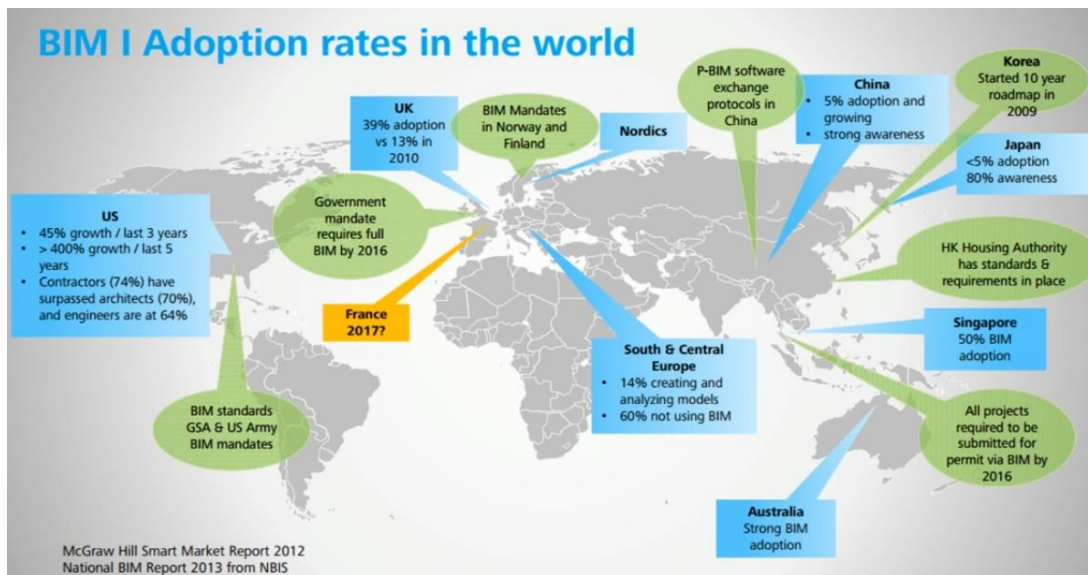 BIM I Adoption rates in the world
UK
39% adoption
vs 13% in
2010
BIM Mandates
in Norway and
Finland
Nordics
P-BIM software
exchange
protocols in
China
China
• 5% adoption and
growing
• strong awareness
Korea
Started 10 year
roadmap in
2009
Japan
<5% adoption
80% awareness
US
• 45% growth / last 3 years
• > 400% growth / last 5
years
• Contractors (74%) have
surpassed architects (70%),
and engineers are at 64%
Government
mandate
requires full
BIM by 2016
France
2017?
HK Housing Authority
has standards &
requirements in place
Singapore
50% BIM
adoption
South & Central
Europe
• 14% creating and
analyzing models
• 60% not using BIM
BIM standards
GSA & US Army
BIM mandates
All projects
required to be
submitted for
permit via BIM by
2016
Australia
Strong BIM
adoption
McGraw Hill Smart Market Report 2012
National BIM Report 2013 from NBIS